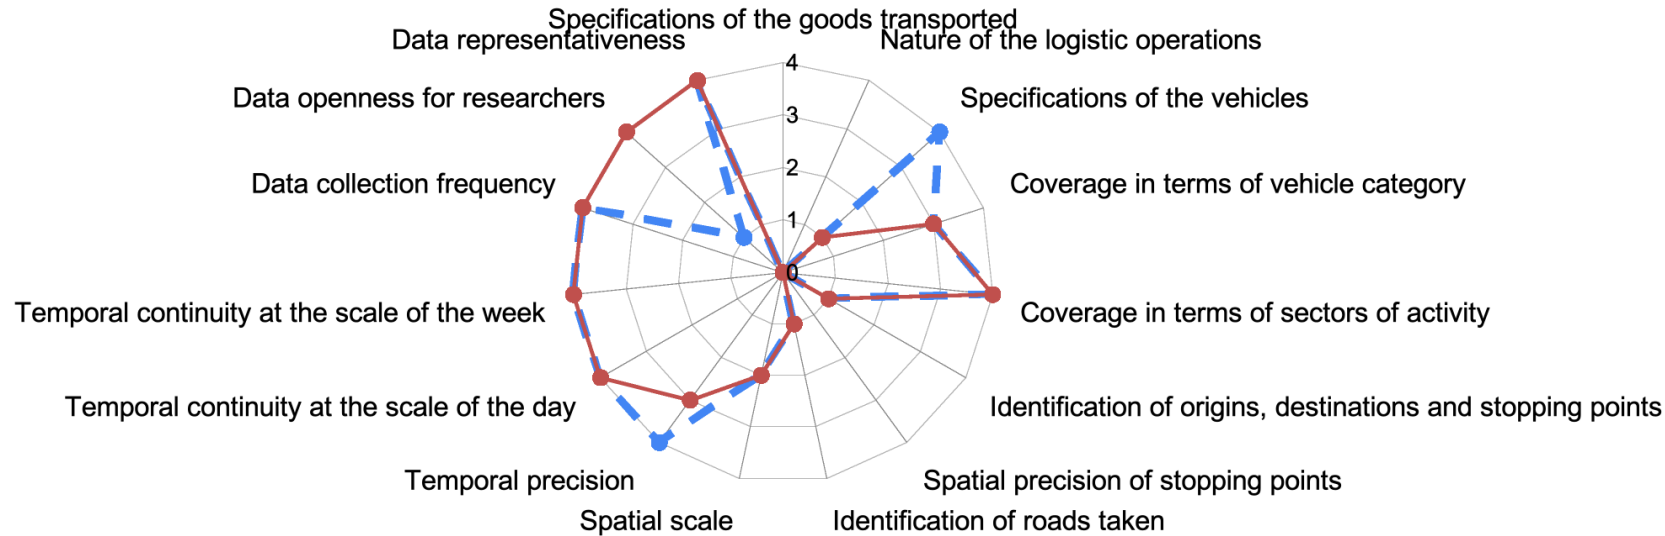 Specifications of the goods transported
Data representativeness
Nature of the logistic operations
4
Data openness for researchers
Specifications of the vehicles
3
2
Data collection frequency
Coverage in terms of vehicle category
1
0
Temporal continuity at the scale of the week
Coverage in terms of sectors of activity
Temporal continuity at the scale of the day
Identification of origins, destinations and stopping points
Temporal precision
Spatial precision of stopping points
Spatial scale
Identification of roads taken